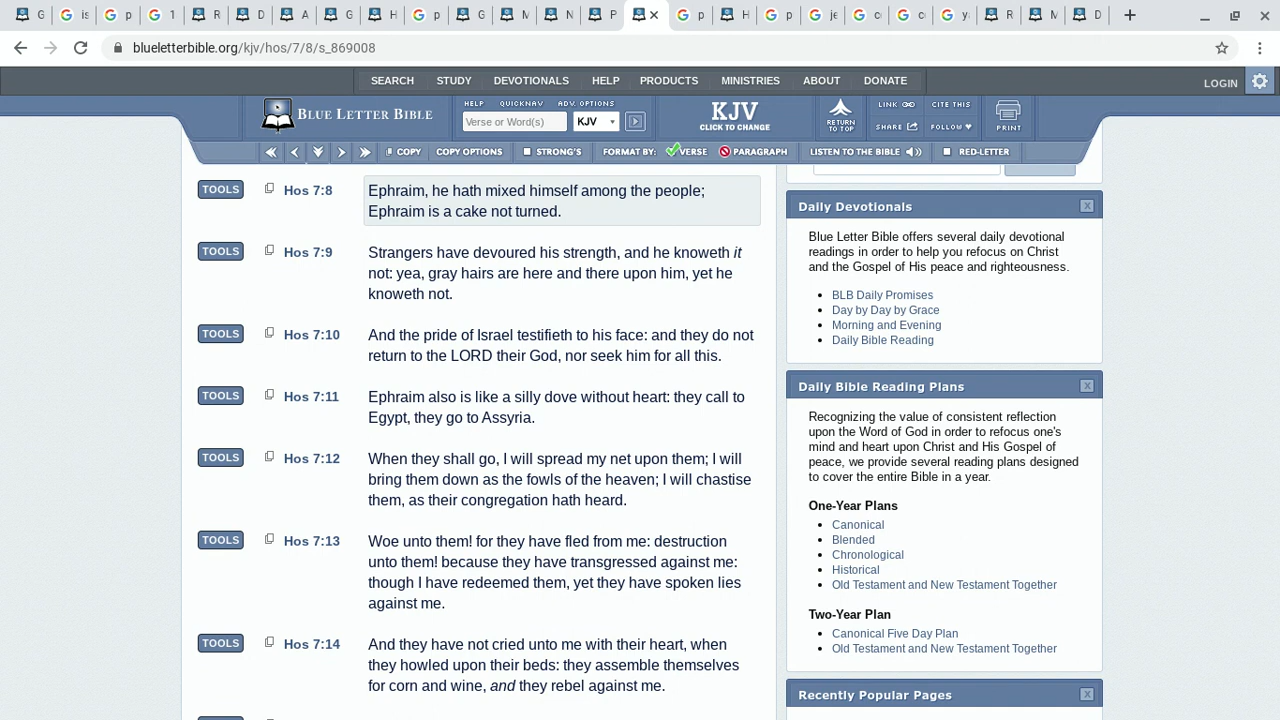 is
p
1
R
D
A
G
H
p
G
M
N
P
p
H
p
je
c
c
y
R
M
D
blueletterbible.org/kjv/hos/7/8/s_869008
SEARCH STUDY DEVOTIONALS HELP PRODUCTS MINISTRIES ABOUT DONATE
LOGIN
BLUE LETTER BIBLE
HELP QUICKNAV ADV. OPTIONS
Verse or Word(s) KJV
KJV
CLICK TO CHANGE
RETURN
TO TOP
LINK CITE THIS
SHARE FOLLOW
PRINT
COPY COPY OPTIONS STRONG'S FORMAT BY: VERSE PARAGRAPH LISTEN TO THE BIBLE RED-LETTER
TOOLS Hos 7:8 Ephraim, he hath mixed himself among the people;
Ephraim is a cake not turned.
TOOLS Hos 7:9 Strangers have devoured his strength, and he knoweth it
not: yea, gray hairs are here and there upon him, yet he
knoweth not.
TOOLS Hos 7:10 And the pride of Israel testifieth to his face: and they do not
return to the LORD their God, nor seek him for all this.
TOOLS Hos 7:11 Ephraim also is like a silly dove without heart: they call to
Egypt, they go to Assyria.
TOOLS Hos 7:12 When they shall go, I will spread my net upon them; I will
bring them down as the fowls of the heaven; I will chastise
them, as their congregation hath heard.
TOOLS Hos 7:13 Woe unto them! for they have fled from me: destruction
unto them! because they have transgressed against me:
though I have redeemed them, yet they have spoken lies
against me.
TOOLS Hos 7:14 And they have not cried unto me with their heart, when
they howled upon their beds: they assemble themselves
for corn and wine, and they rebel against me.
Daily Devotionals X
Blue Letter Bible offers several daily devotional
readings in order to help you refocus on Christ
and the Gospel of His peace and righteousness.
BLB Daily Promises
Day by Day by Grace
Morning and Evening
Daily Bible Reading
Daily Bible Reading Plans X
Recognizing the value of consistent reflection
upon the Word of God in order to refocus one's
mind and heart upon Christ and His Gospel of
peace, we provide several reading plans designed
to cover the entire Bible in a year.
One-Year Plans
Canonical
Blended
Chronological
Historical
Old Testament and New Testament Together
Two-Year Plan
Canonical Five Day Plan
Old Testament and New Testament Together
Recently Popular Pages X